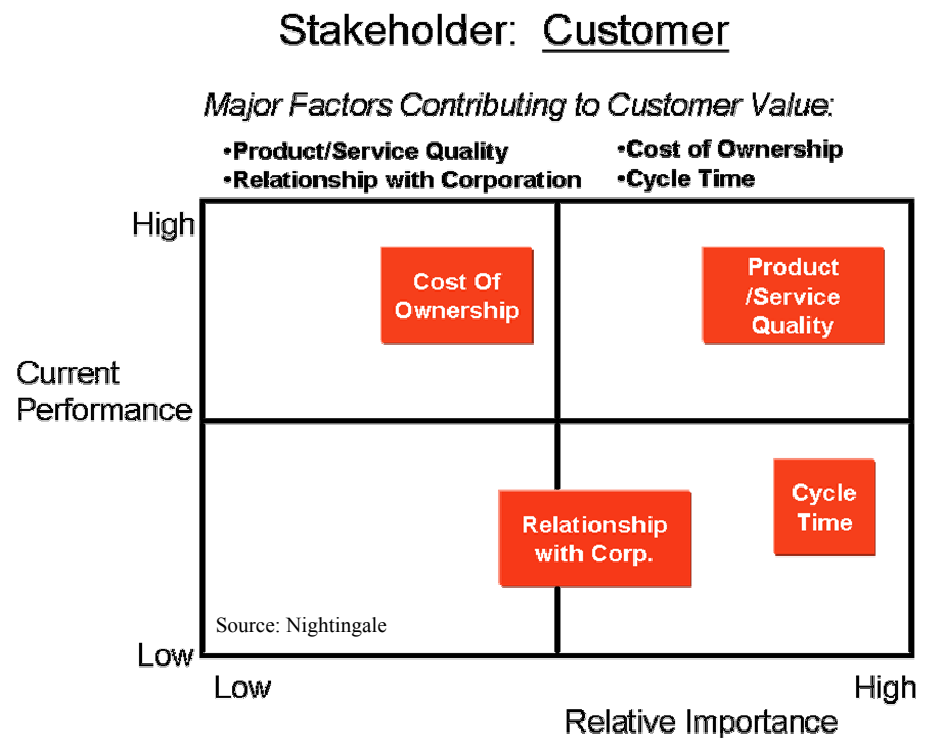 Stakeholder: Customer
Major Factors Contributing to Customer Value:
•Product/Service Quality
•Relationship with Corporation
•Cost of Ownership
•Cycle Time
High
Cost Of
Ownership
Product
/Service
Quality
Current
Performance
Cycle
Time
Relationship
with Corp.
Source: Nightingale
Low
Low
High
Relative Importance